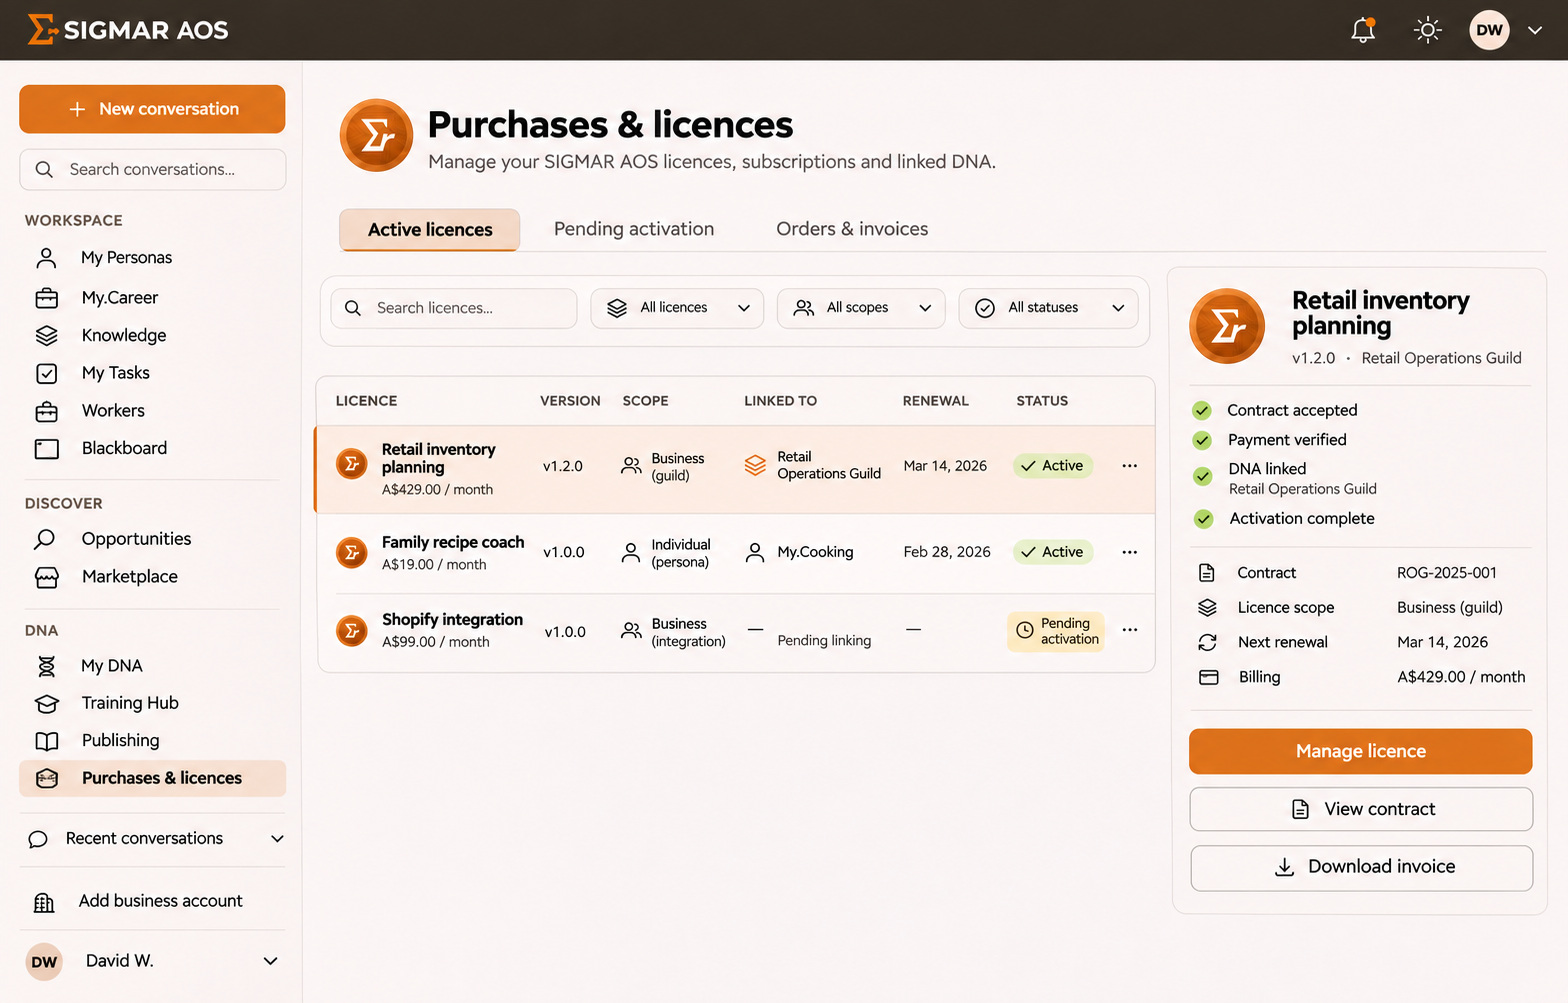 SIGMAR AOS
DW
New conversation
Search conversations...
WORKSPACE
My Personas
My.Career
Knowledge
My Tasks
Workers
Blackboard
DISCOVER
Opportunities
Marketplace
DNA
My DNA
Training Hub
Publishing
Purchases & licences
Recent conversations
Add business account
DW David W.
Purchases & licences
Manage your SIGMAR AOS licences, subscriptions and linked DNA.
Active licences Pending activation Orders & invoices
Search licences... All licences All scopes All statuses
LICENCE VERSION SCOPE LINKED TO RENEWAL STATUS
Retail inventory
planning
A$429.00 / month
v1.2.0
Business
(guild)
Retail
Operations Guild
Mar 14, 2026
Active
Family recipe coach
A$19.00 / month
v1.0.0
Individual
(persona)
My.Cooking
Feb 28, 2026
Active
Shopify integration
A$99.00 / month
v1.0.0
Business
(integration)
—
Pending linking
—
Pending
activation
Retail inventory
planning
v1.2.0 · Retail Operations Guild
Contract accepted
Payment verified
DNA linked
Retail Operations Guild
Activation complete
Contract ROG-2025-001
Licence scope Business (guild)
Next renewal Mar 14, 2026
Billing A$429.00 / month
Manage licence
View contract
Download invoice